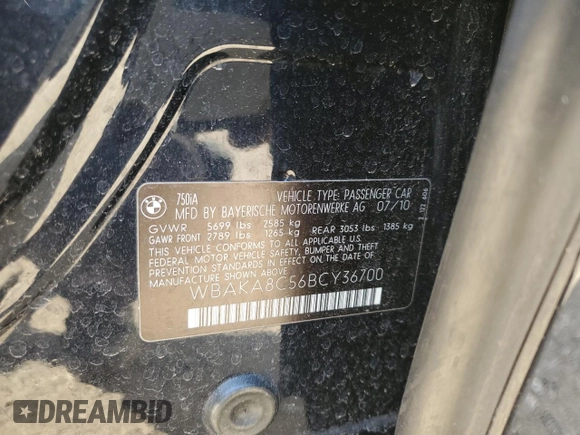 BMW
750iA VEHICLE TYPE: PASSENGER CAR
MFD BY BAYERISCHE MOTORENWERKE AG 07/10
GVWR 5699 lbs 2585 kg
GAWR FRONT 2789 lbs 1265 kg REAR 3053 lbs 1385 kg
THIS VEHICLE CONFORMS TO ALL APPLICABLE
FEDERAL MOTOR VEHICLE SAFETY, BUMPER, AND
THEFT PREVENTION STANDARDS IN EFFECT ON THE DATE OF
MANUFACTURE SHOWN ABOVE.
WBAKA8C56BCY36700
DREAMBID